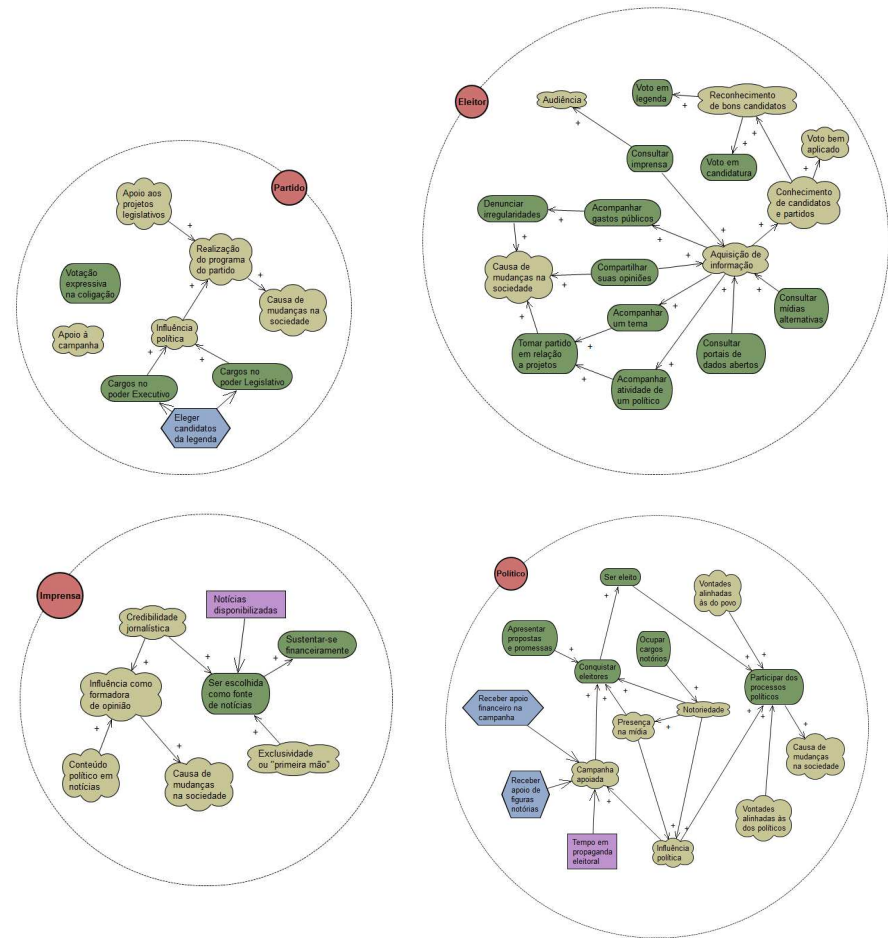 Partido
Apoio aos
projetos
legislativos
+
Realização
do programa
do partido
+
+
Votação
expressiva
na coligação
Causa de
mudanças na
sociedade
Apoio à
campanha
Influência
política
+
+
Cargos no
poder Executivo
Cargos no
poder Legislativo
Eleger
candidatos
da legenda
Eleitor
Audiência
+
Voto em
legenda
+
Reconhecimento
de bons candidatos
+
+
Consultar
imprensa
Voto em
candidatura
Voto bem
aplicado
+
Conhecimento
de candidatos
e partidos
+
Denunciar
irregularidades
+
Acompanhar
gastos públicos
+
+
+
Causa de
mudanças na
sociedade
+
Compartilhar
suas opiniões
+
Aquisição de
informação
+
+
+
+
Consultar
mídias
alternativas
+
Acompanhar
um tema
+
Tomar partido
em relação
a projetos
+
Consultar
portais de
dados abertos
+
Acompanhar
atividade de
um político
Imprensa
Notícias
disponibilizadas
Credibilidade
jornalística
+
+
+
Sustentar-se
financeiramente
Influência como
formadora
de opinião
Ser escolhida
como fonte
de notícias
+
+
+
Conteúdo
político em
notícias
Causa de
mudanças
na sociedade
Exclusividade
ou "primeira mão"
Político
Ser eleito
+
Vontades
alinhadas
às do povo
Apresentar
propostas
e promessas
+
Ocupar
cargos
notórios
+
Conquistar
eleitores
+
+
Participar dos
processos
políticos
Receber apoio
financeiro na
campanha
+
+
+
Presença
na mídia
+
Notoriedade
+
+
+
Causa de
mudanças
na sociedade
Receber
apoio de
figuras
notórias
+
+
Campanha
apoiada
+
+
Tempo em
propaganda
eleitoral
+
+
Influência
política
Vontades
alinhadas às
dos políticos